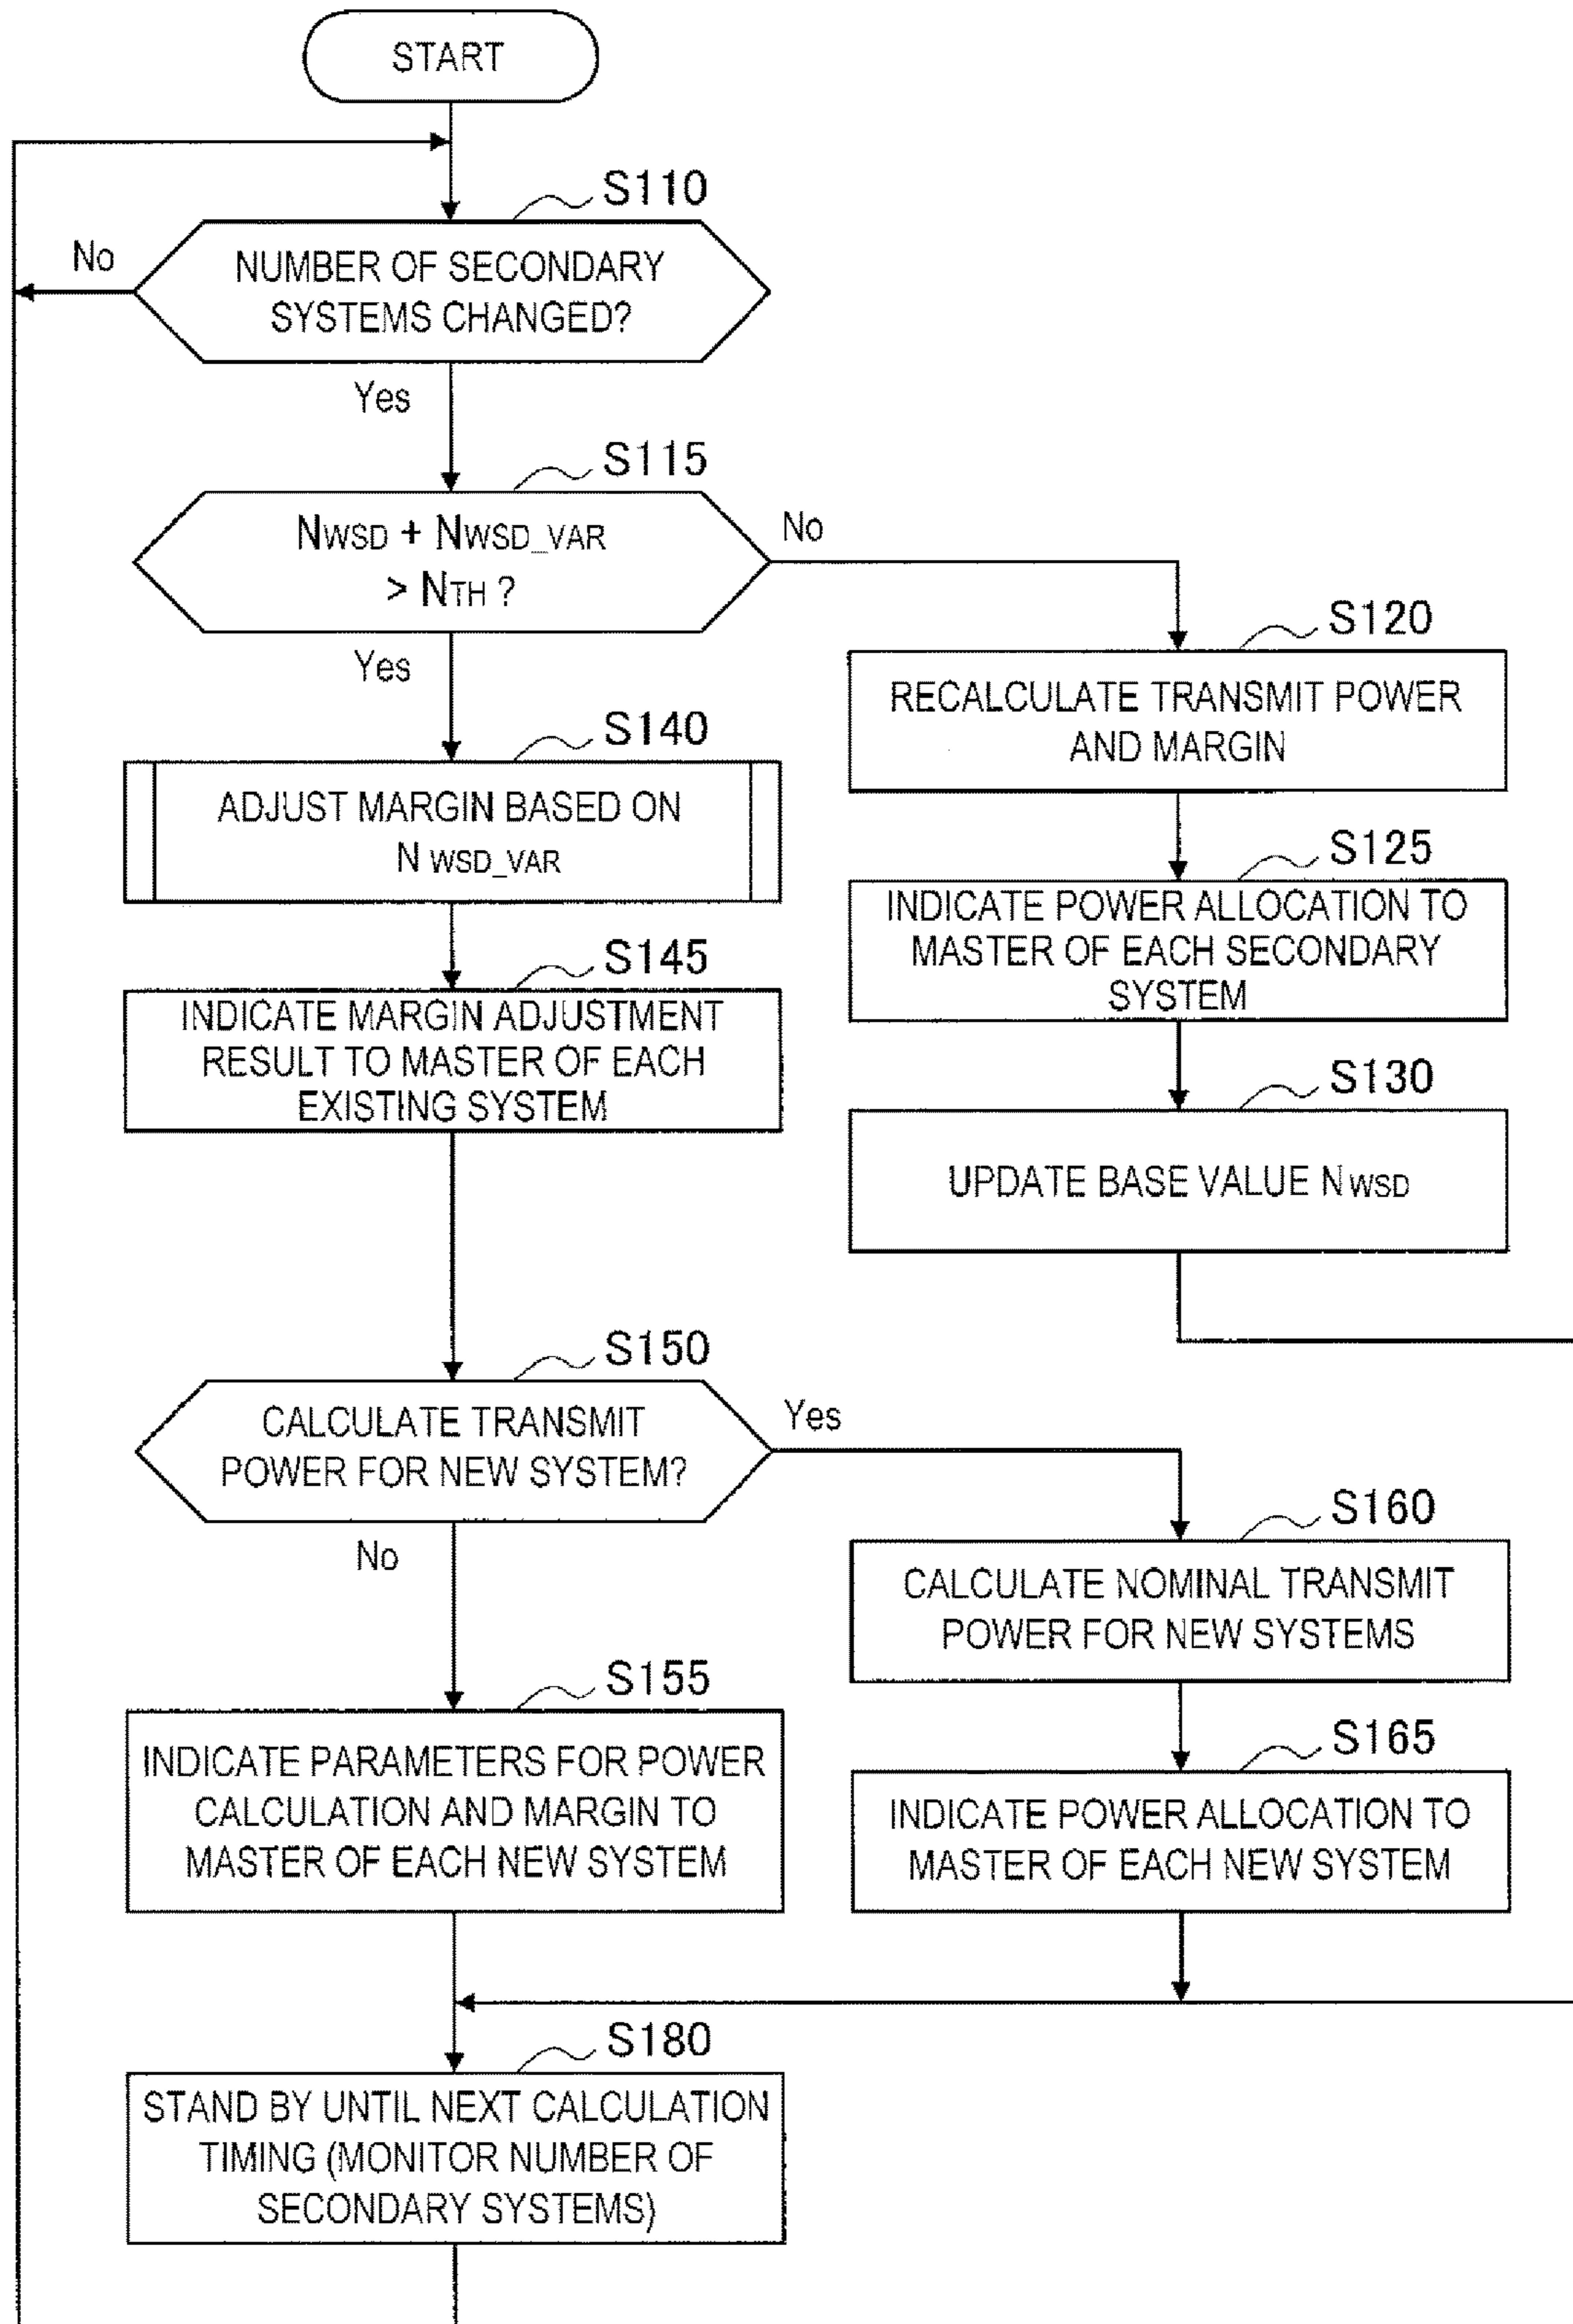 START
S110
No
NUMBER OF SECONDARY
SYSTEMS CHANGED?
Yes
S115
NWSD + NWSD_VAR
> NTH ?
No
Yes
S120
RECALCULATE TRANSMIT POWER
AND MARGIN
S140
ADJUST MARGIN BASED ON
N WSD_VAR
S125
INDICATE POWER ALLOCATION TO
MASTER OF EACH SECONDARY
SYSTEM
S145
INDICATE MARGIN ADJUSTMENT
RESULT TO MASTER OF EACH
EXISTING SYSTEM
S130
UPDATE BASE VALUE NWSD
S150
CALCULATE TRANSMIT
POWER FOR NEW SYSTEM?
Yes
No
S160
CALCULATE NOMINAL TRANSMIT
POWER FOR NEW SYSTEMS
S155
INDICATE PARAMETERS FOR POWER
CALCULATION AND MARGIN TO
MASTER OF EACH NEW SYSTEM
S165
INDICATE POWER ALLOCATION TO
MASTER OF EACH NEW SYSTEM
S180
STAND BY UNTIL NEXT CALCULATION
TIMING (MONITOR NUMBER OF
SECONDARY SYSTEMS)